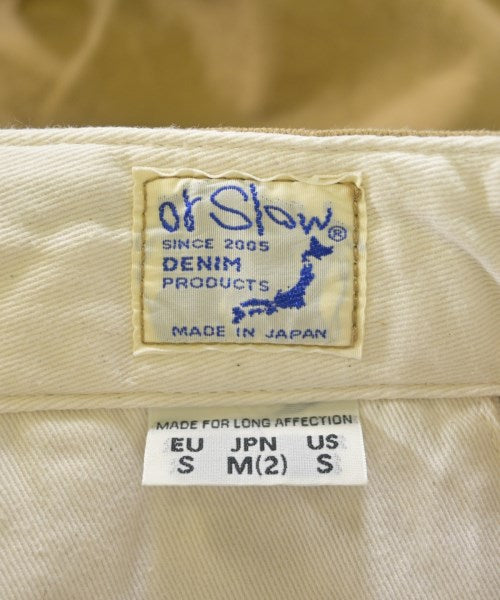 or Slow®
SINCE 2005
DENIM
PRODUCTS
MADE IN JAPAN
MADE FOR LONG AFFECTION
EU JPN US
S M(2) S